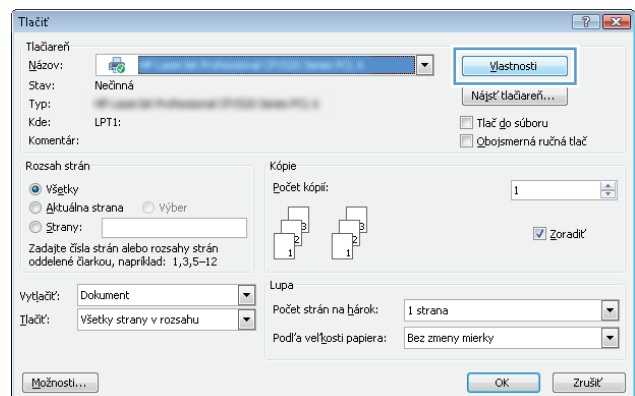 Tlačiť
Tlačiareň
Názov:
Vlastnosti
Stav: Nečinná
Nájsť tlačiareň...
Typ:
Kde: LPT1:
Tlač do súboru
Komentár:
Obojsmerná ručná tlač
Rozsah strán
Všetky
Aktuálna strana Výber
Strany:
Zadajte čísla strán alebo rozsahy strán
oddelené čiarkou, napríklad: 1,3,5–12
Kópie
Počet kópií: 1
1 2 3 1 2 3
Zoradiť
Vytlačiť: Dokument
Tlačiť: Všetky strany v rozsahu
Lupa
Počet strán na hárok: 1 strana
Podľa veľkosti papiera: Bez zmeny mierky
Možnosti...
OK Zrušiť